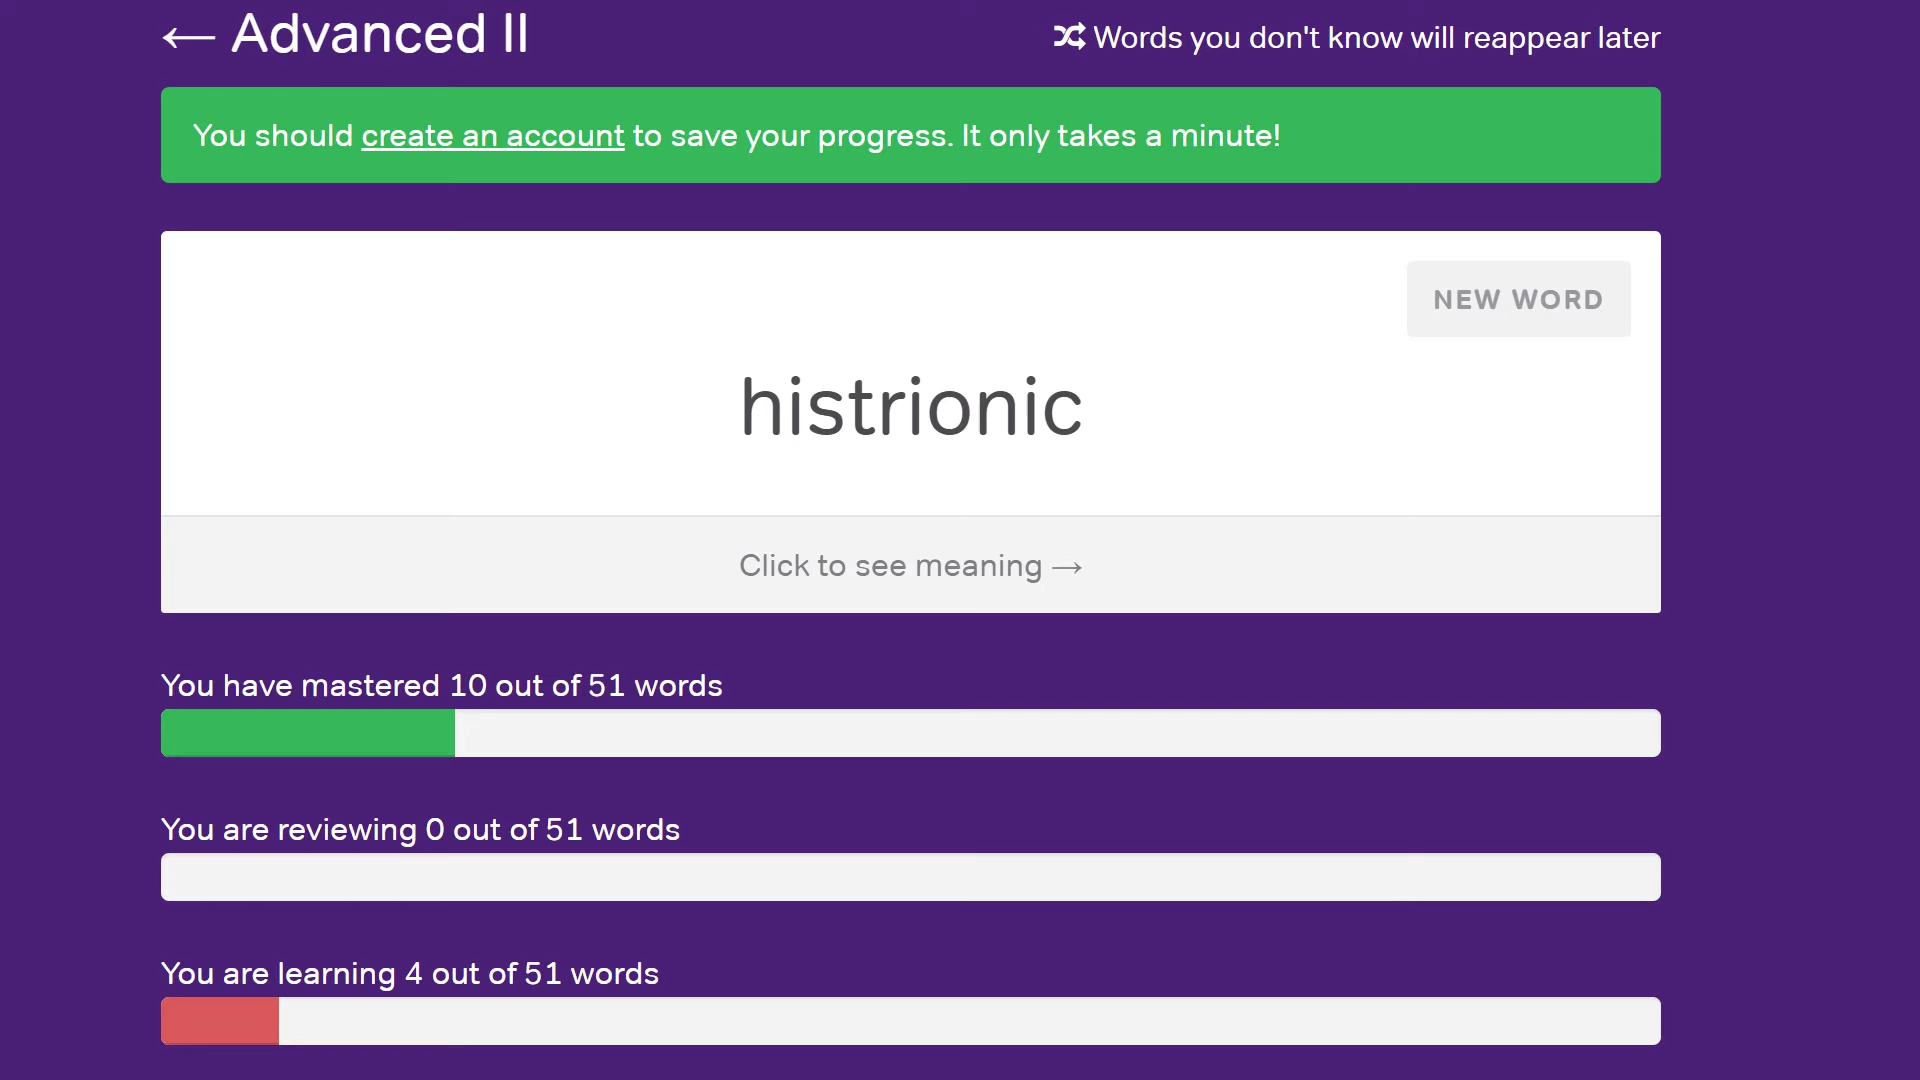 ← Advanced II
Words you don't know will reappear later
You should create an account to save your progress. It only takes a minute!
NEW WORD
histrionic
Click to see meaning →
You have mastered 10 out of 51 words
You are reviewing 0 out of 51 words
You are learning 4 out of 51 words